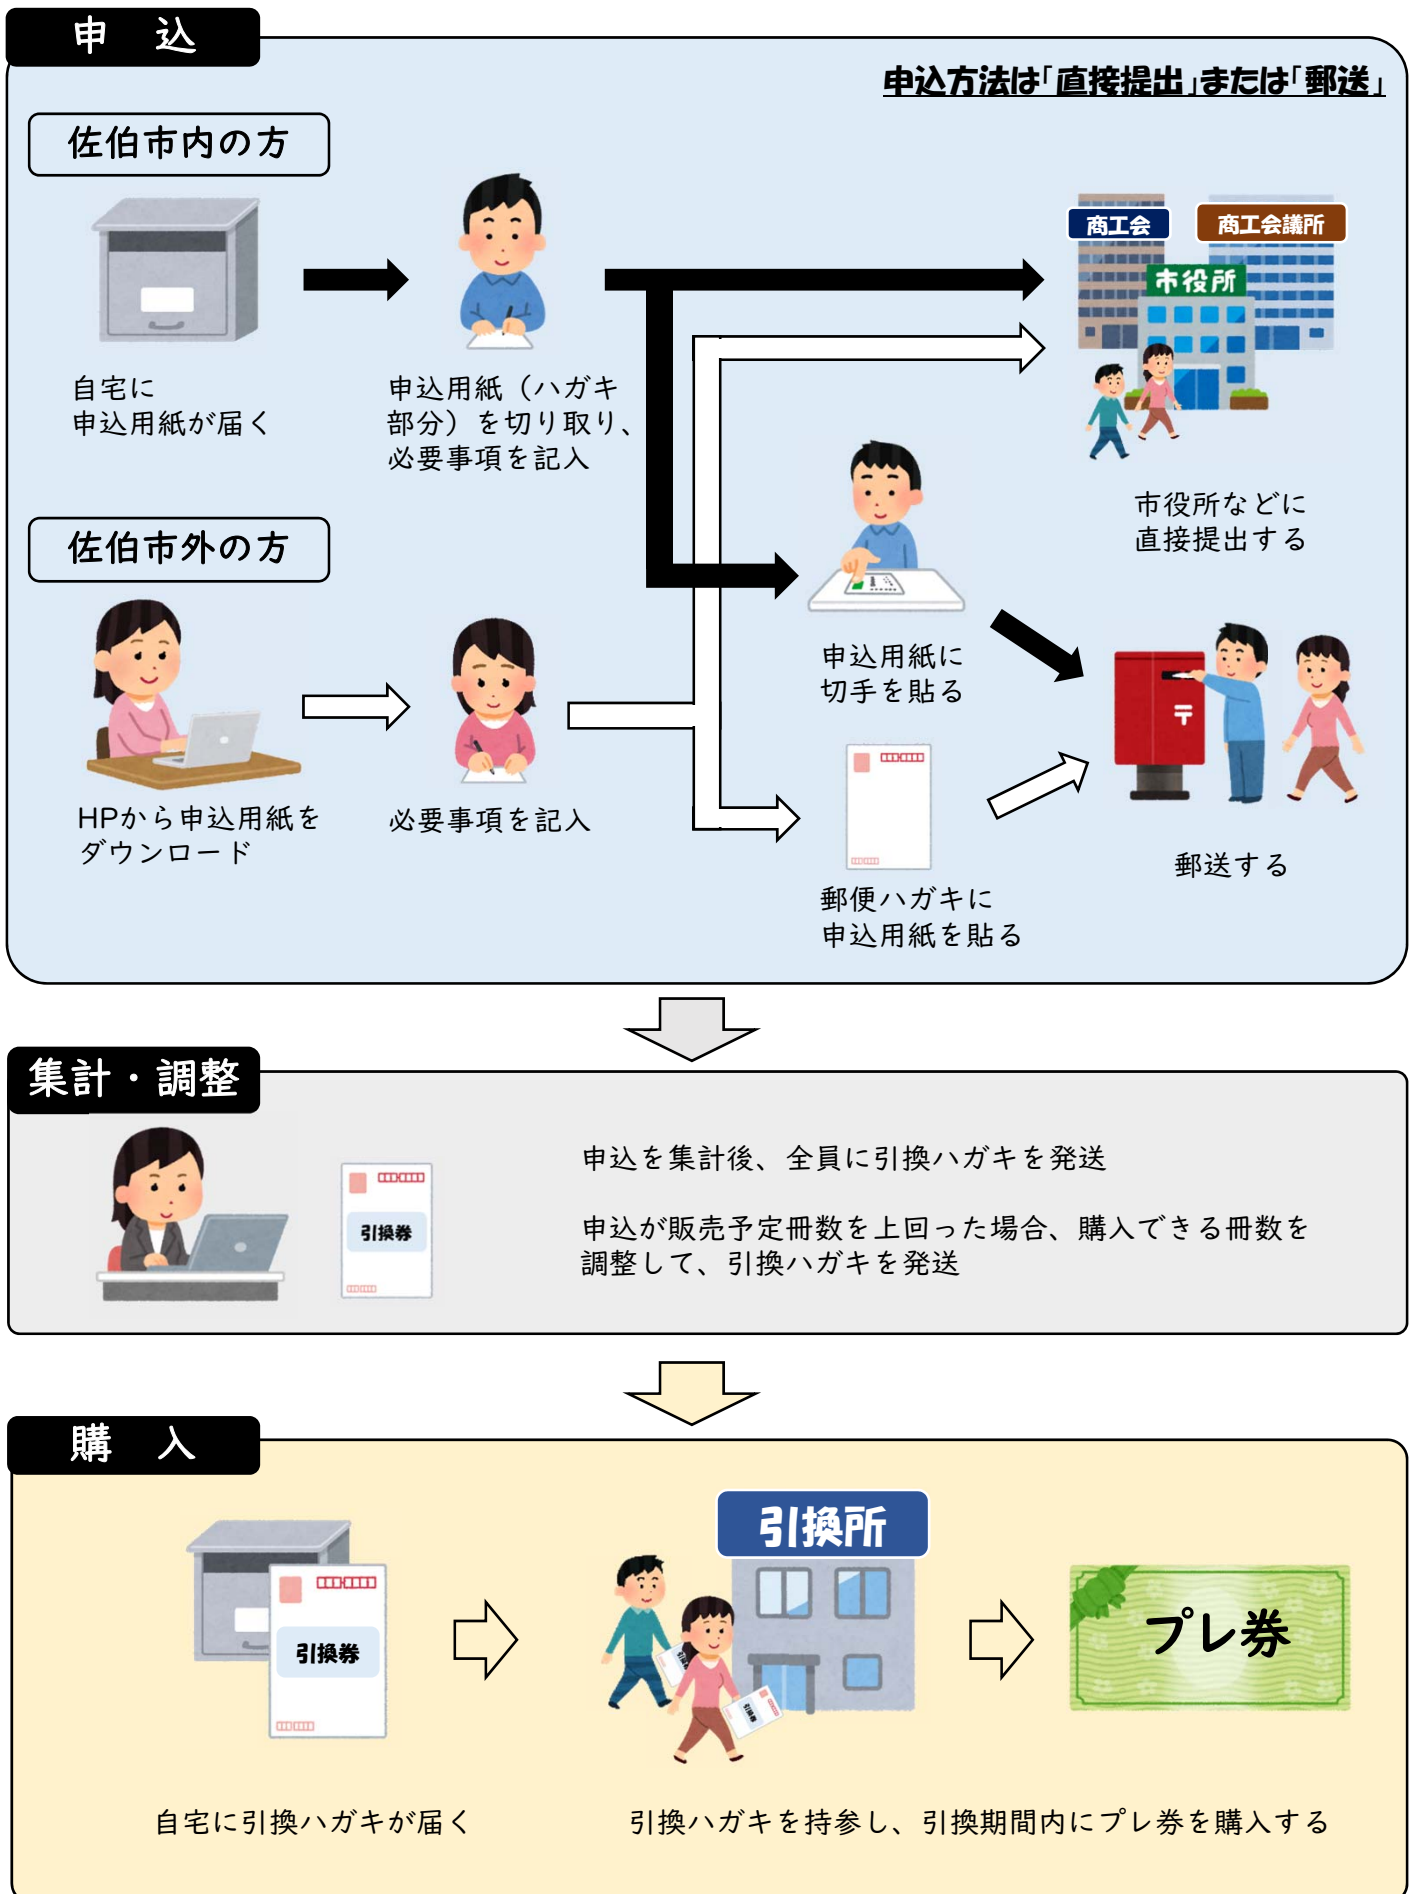 申　込
申込方法は「直接提出」または「郵送」
佐伯市内の方
自宅に
申込用紙が届く
申込用紙（ハガキ
部分）を切り取り、
必要事項を記入
商工会
商工会議所
市役所
市役所などに
直接提出する
佐伯市外の方
HPから申込用紙を
ダウンロード
必要事項を記入
申込用紙に
切手を貼る
郵便ハガキに
申込用紙を貼る
〒
郵送する
集計・調整
引換券
申込を集計後、全員に引換ハガキを発送
申込が販売予定冊数を上回った場合、購入できる冊数を
調整して、引換ハガキを発送
購　入
引換券
自宅に引換ハガキが届く
引換所
引換券
引換券
プレ券
引換ハガキを持参し、引換期間内にプレ券を購入する